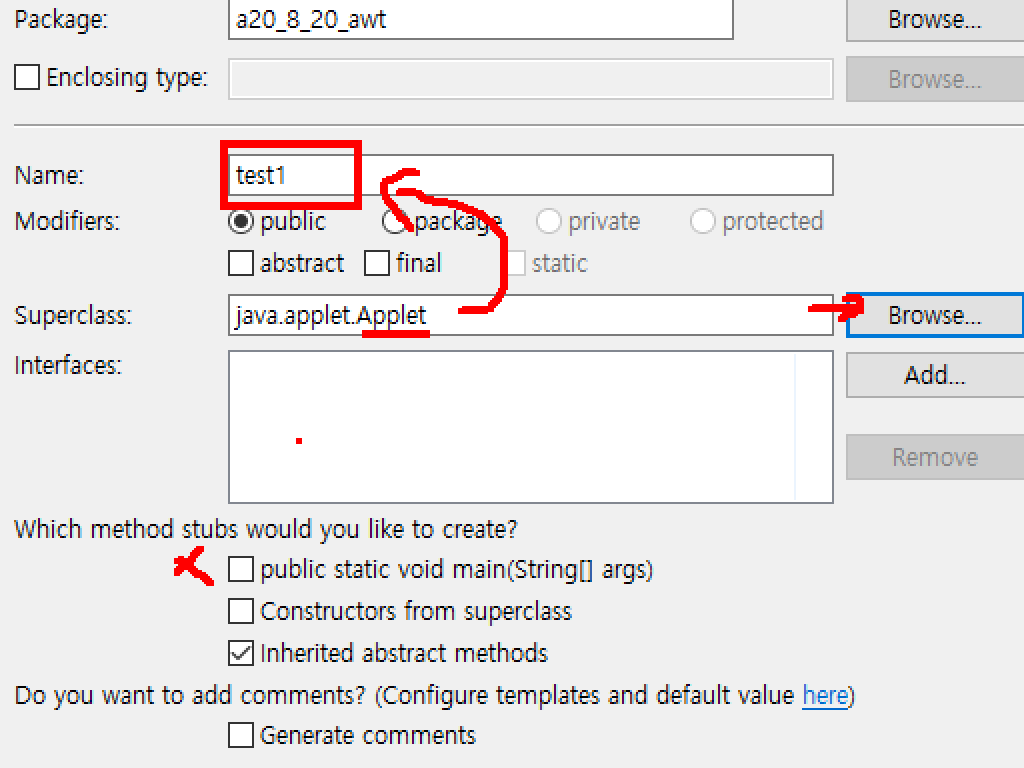 Package: a20_8_20_awt Browse...
Enclosing type: Browse...
Name: test1
Modifiers: public package private protected
abstract final static
Superclass: java.applet.Applet Browse...
Interfaces: Add...
Remove
Which method stubs would you like to create?
public static void main(String[] args)
Constructors from superclass
Inherited abstract methods
Do you want to add comments? (Configure templates and default value here)
Generate comments